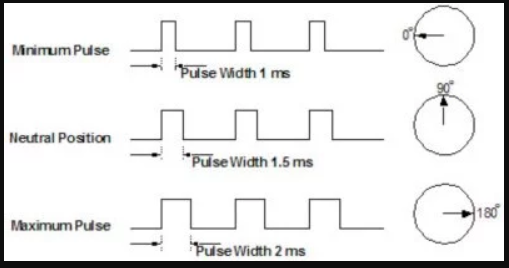 Minimum Pulse
0°
Pulse Width 1 ms
90°
Neutral Position
Pulse Width 1.5 ms
Maximum Pulse
180°
Pulse Width 2 ms